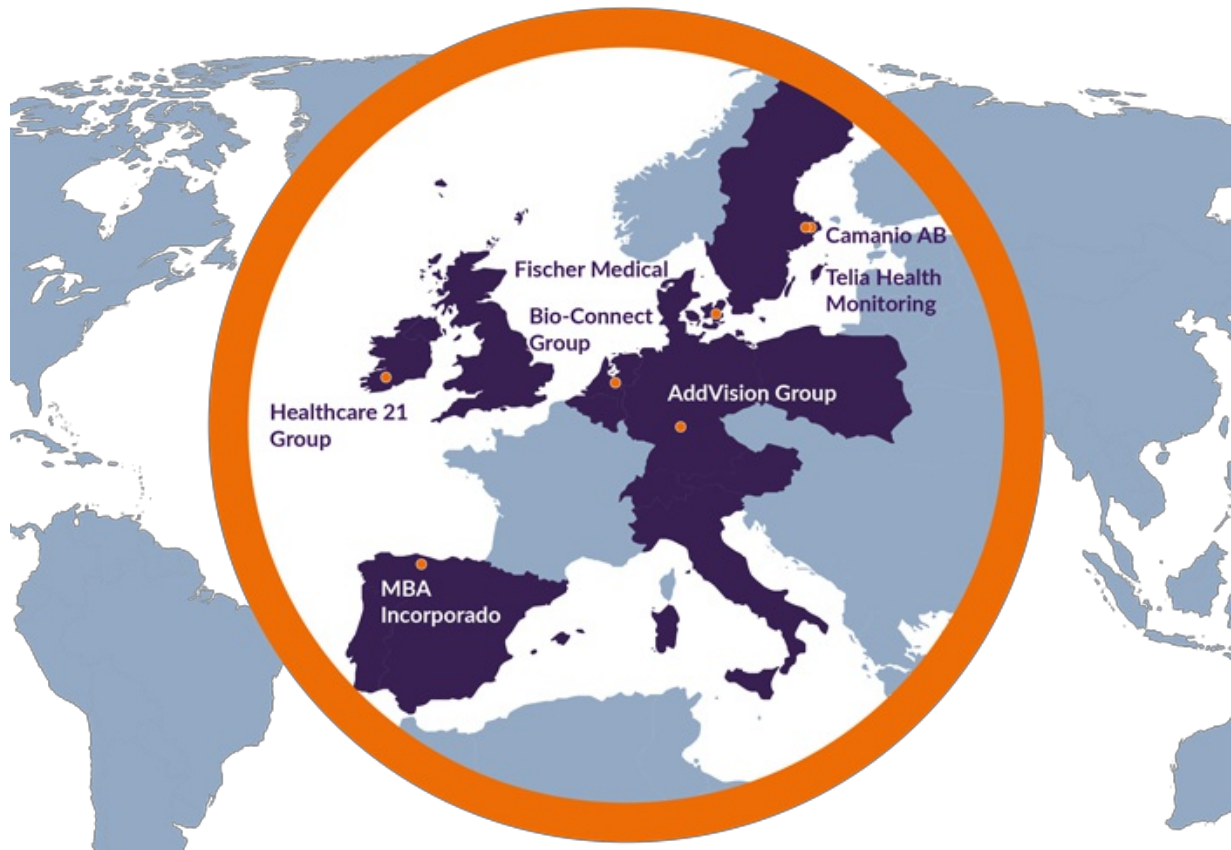 Camanio AB
Fischer Medical
Telia Health
Monitoring
Bio-Connect
Group
AddVision Group
Healthcare 21
Group
MBA
Incorporado